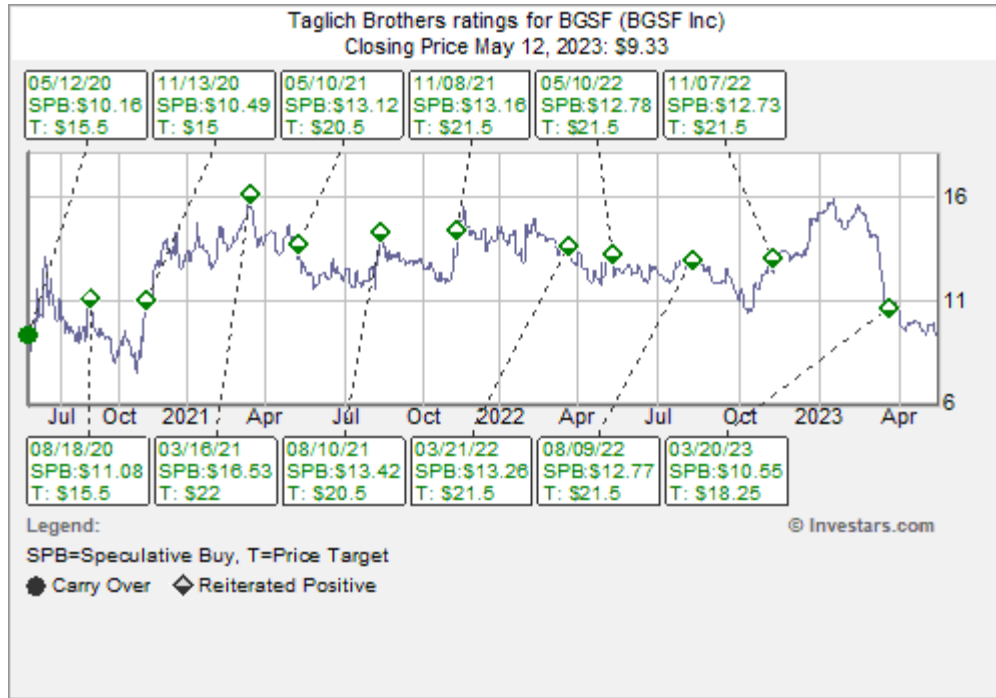 Taglich Brothers ratings for BGSF (BGSF Inc)
Closing Price May 12, 2023: $9.33
05/12/20
SPB:$10.16
T: $15.5
11/13/20
SPB:$10.49
T: $15
05/10/21
SPB:$13.12
T: $20.5
11/08/21
SPB:$13.16
T: $21.5
05/10/22
SPB:$12.78
T: $21.5
11/07/22
SPB:$12.73
T: $21.5
16
11
6
Jul Oct 2021 Apr Jul Oct 2022 Apr Jul Oct 2023 Apr
08/18/20
SPB:$11.08
T: $15.5
03/16/21
SPB:$16.53
T: $22
08/10/21
SPB:$13.42
T: $20.5
03/21/22
SPB:$13.26
T: $21.5
08/09/22
SPB:$12.77
T: $21.5
03/20/23
SPB:$10.55
T: $18.25
Legend:
© Investars.com
SPB=Speculative Buy, T=Price Target
Carry Over Reiterated Positive